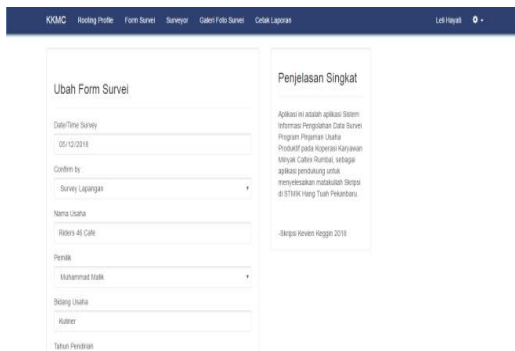 KKMC Rooting Profile Form Survei Surveyor Galeri Foto Survei Cetak Laporan Leli Hayati
Ubah Form Survei
Date/Time Survey
05/12/2018
Confirm by :
Survey Lapangan
Nama Usaha
Riders 46 Cafe
Pemilik
Muhammad Malik
Bidang Usaha
Kuliner
Tahun Pendirian
Penjelasan Singkat
Aplikasi ini adalah aplikasi Sistem
Informasi Pengolahan Data Survei
Program Pinjaman Usaha
Produktif pada Koperasi Karyawan
Minyak Caltex Rumbai, sebagai
aplikasi pendukung untuk
menyelesaikan matakuliah Skripsi
di STMIK Hang Tuah Pekanbaru.
-Skripsi Kevien Keggin 2018